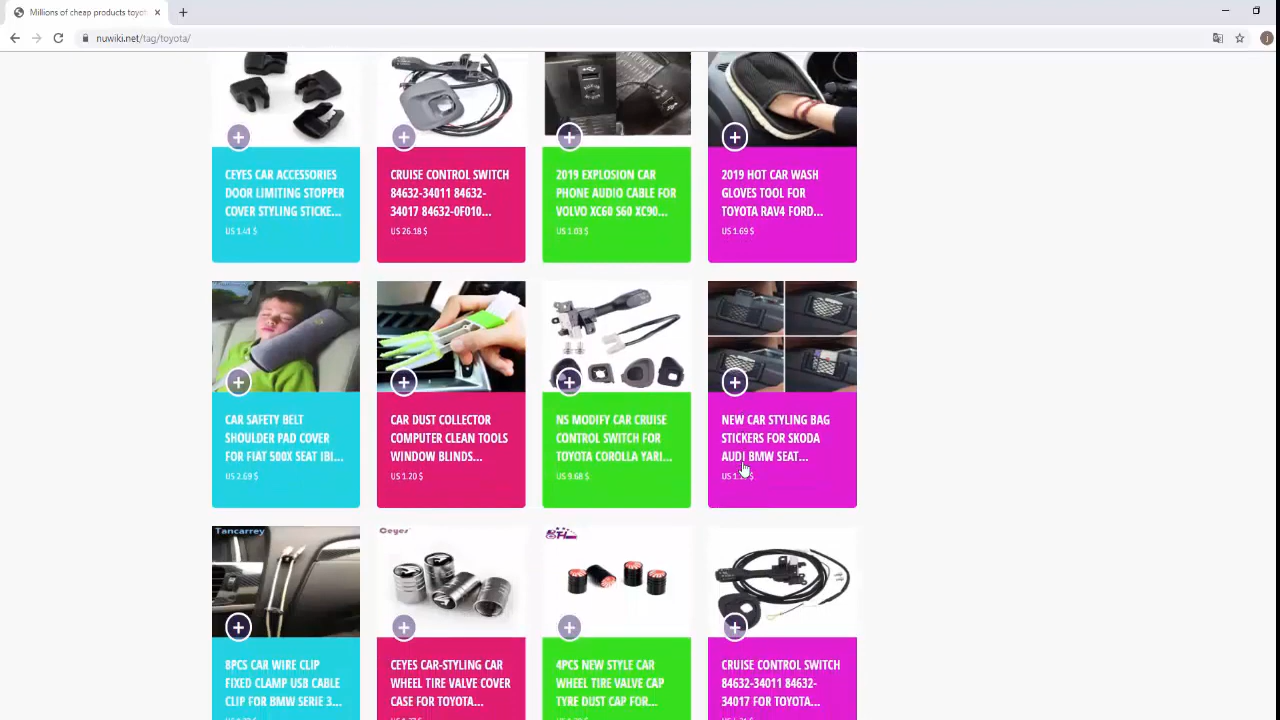 Millions of cheap products toyot
nuwiki.net/tag/toyota/
CEYES CAR ACCESSORIES
DOOR LIMITING STOPPER
COVER STYLING STICKE...
US 1.41 $
CRUISE CONTROL SWITCH
84632-34011 84632-
34017 84632-0F010...
US 26.18 $
2019 EXPLOSION CAR
PHONE AUDIO CABLE FOR
VOLVO XC60 S60 XC90...
US 1.03 $
2019 HOT CAR WASH
GLOVES TOOL FOR
TOYOTA RAV4 FORD...
US 1.69 $
CAR SAFETY BELT
SHOULDER PAD COVER
FOR FIAT 500X SEAT IBI...
US 2.69 $
CAR DUST COLLECTOR
COMPUTER CLEAN TOOLS
WINDOW BLINDS...
US 1.20 $
NS MODIFY CAR CRUISE
CONTROL SWITCH FOR
TOYOTA COROLLA YARI...
US 9.68 $
NEW CAR STYLING BAG
STICKERS FOR SKODA
AUDI BMW SEAT...
Tancarrey
8PCS CAR WIRE CLIP
FIXED CLAMP USB CABLE
CLIP FOR BMW SERIE 3...
Ceyes
CEYES CAR-STYLING CAR
WHEEL TIRE VALVE COVER
CASE FOR TOYOTA...
4PCS NEW STYLE CAR
WHEEL TIRE VALVE CAP
TYRE DUST CAP FOR...
CRUISE CONTROL SWITCH
84632-34011 84632-
34017 FOR TOYOTA...